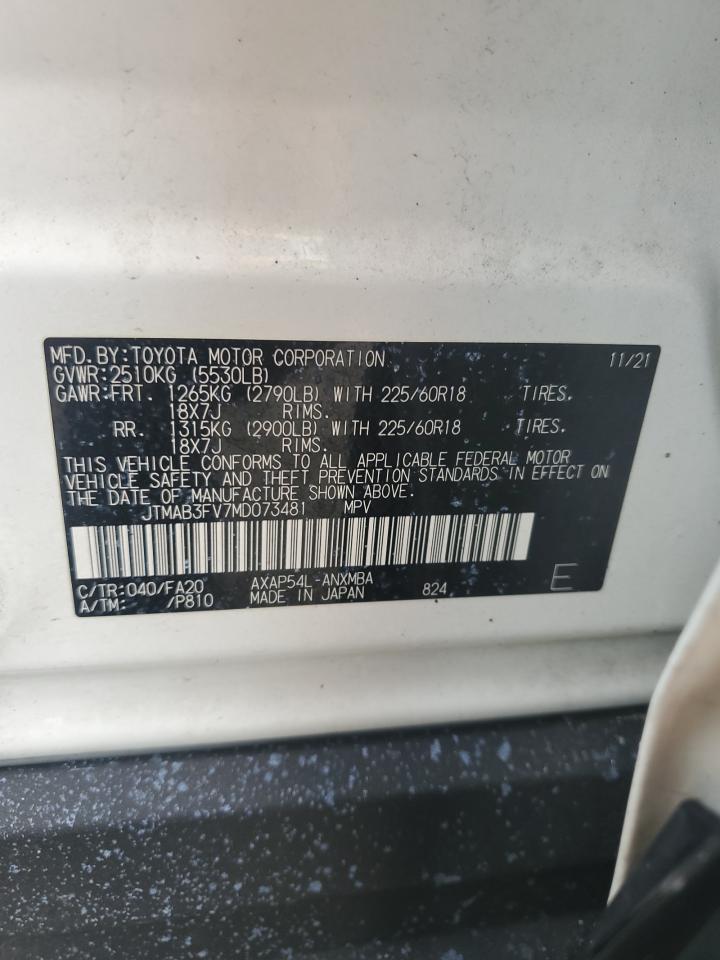 MFD.BY:TOYOTA MOTOR CORPORATION 11/21
GVWR:2510KG (5530LB)
GAWR:FRT. 1265KG (2790LB) WITH 225/60R18 TIRES.
18X7J RIMS.
RR. 1315KG (2900LB) WITH 225/60R18 TIRES.
18X7J RIMS.
THIS VEHICLE CONFORMS TO ALL APPLICABLE FEDERAL MOTOR
VEHICLE SAFETY AND THEFT PREVENTION STANDARDS IN EFFECT ON
THE DATE OF MANUFACTURE SHOWN ABOVE.
JTMAB3FV7MD073481 MPV
C/TR:040/FA20 AXAP54L-ANXMBA
A/TM: /P810 MADE IN JAPAN 824 E